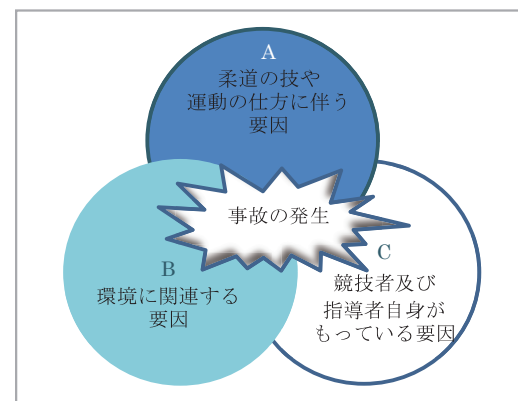 A
柔道の技や
運動の仕方に伴う
要因
事故の発生
B
環境に関連する
要因
C
競技者及び
指導者自身が
もっている要因